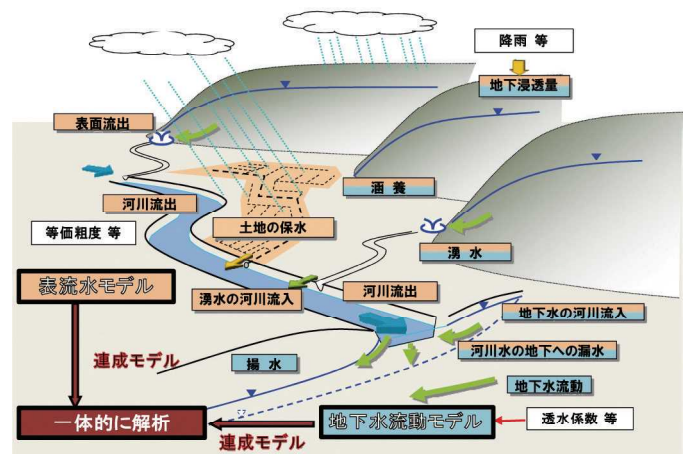 降雨 等
地下浸透量
表面流出
涵 養
河川流出
土地の保水
等価粗度 等
湧 水
表流水モデル
湧水の河川流入
河川流出
地下水の河川流入
連成モデル
揚 水
河川水の地下への漏水
地下水流動
一体的に解析
地下水流動モデル
透水係数 等
連成モデル